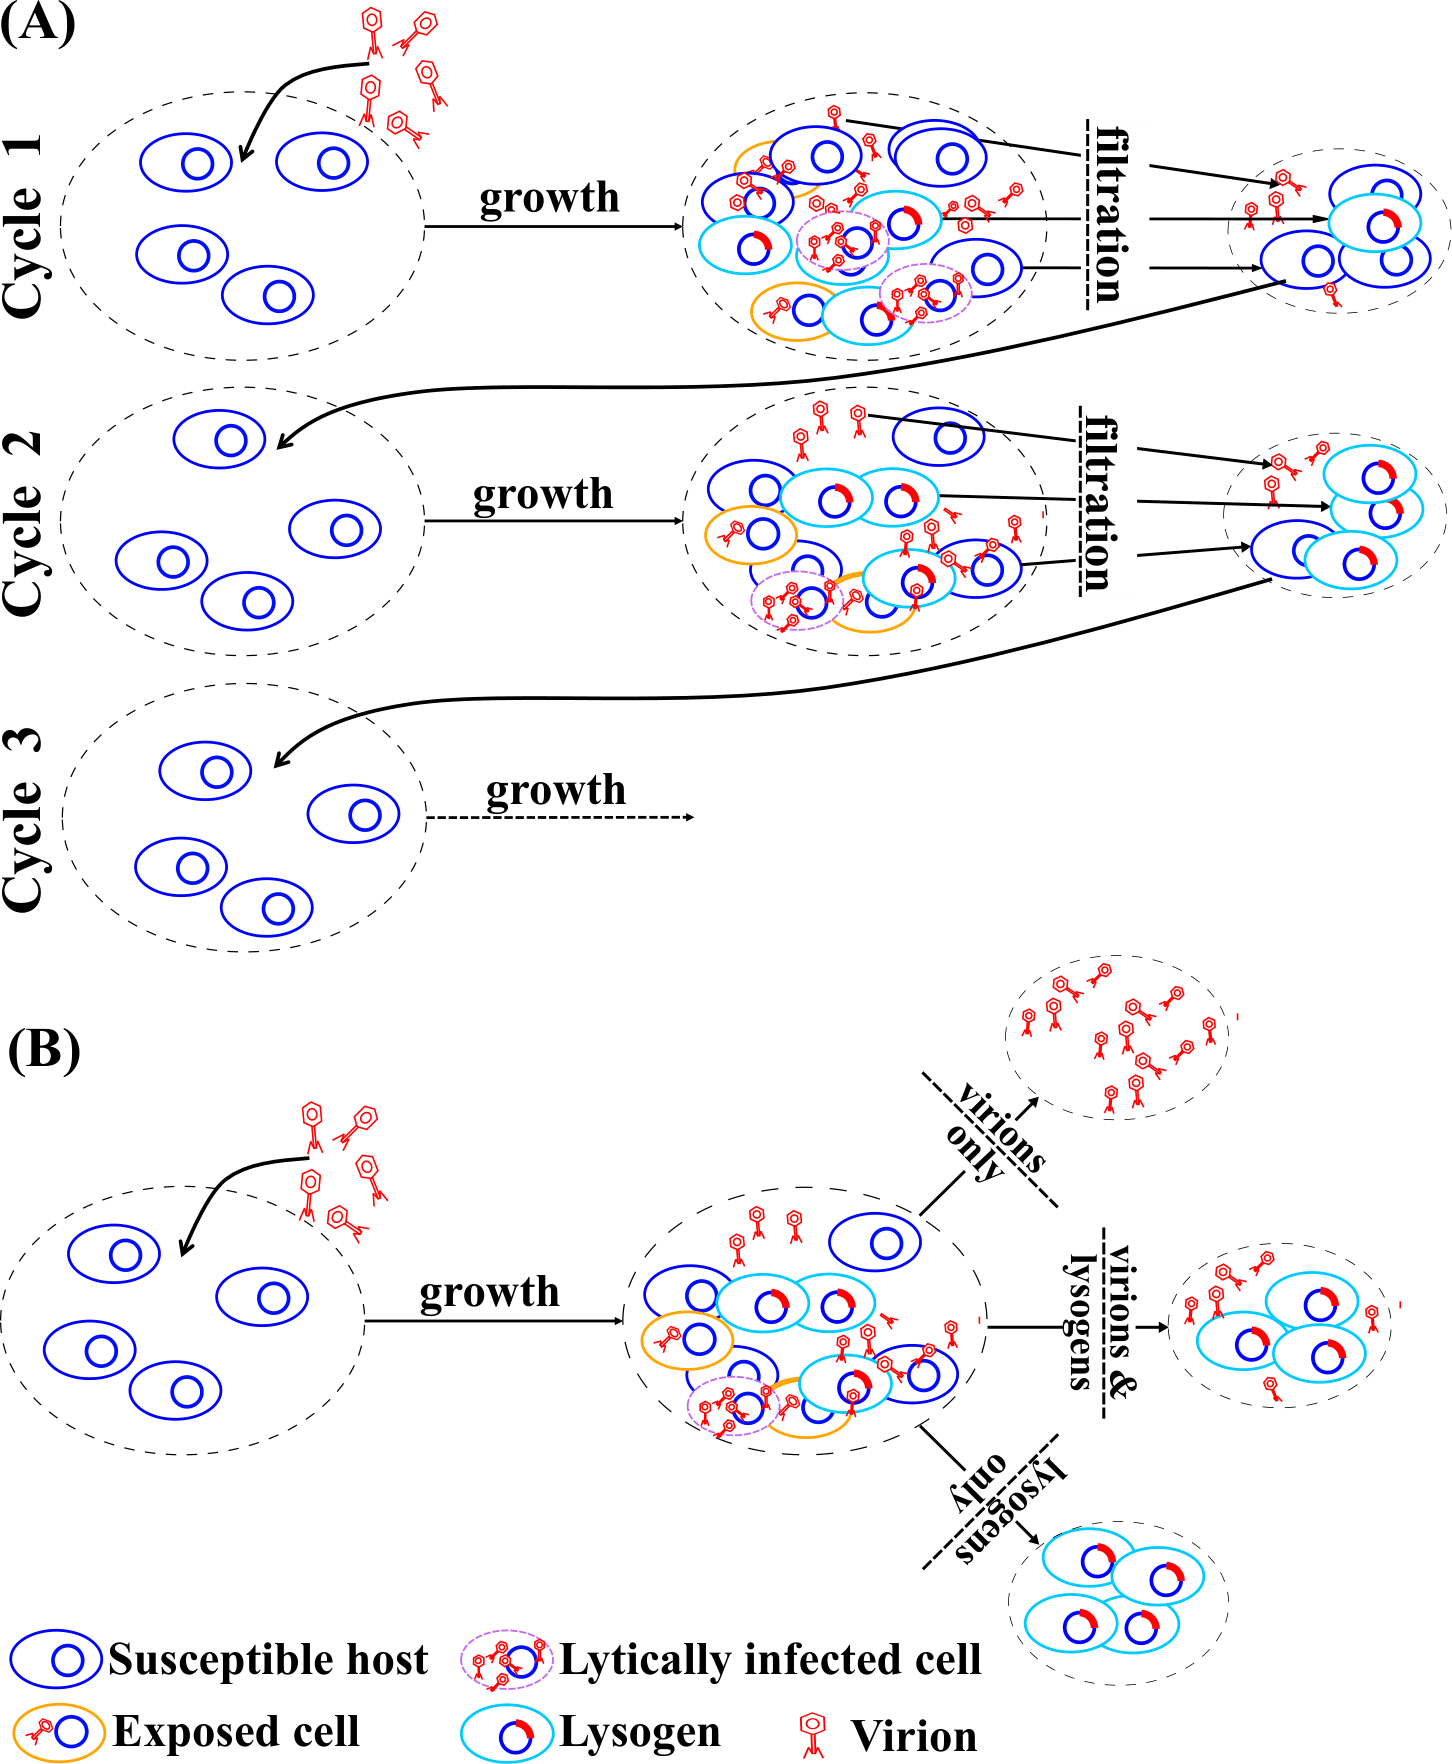 (A)
Cycle 1
growth
filtration
Cycle 2
growth
filtration
Cycle 3
growth
(B)
growth
virions
only
virions &
lysogens
lysogens
only
Susceptible host
Lytically infected cell
Exposed cell
Lysogen
Virion